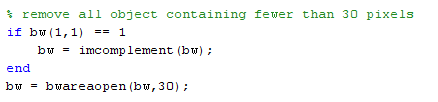 % remove all object containing fewer than 30 pixels
if bw(1,1) == 1
    bw = imcomplement(bw);
end
bw = bwareaopen(bw,30);